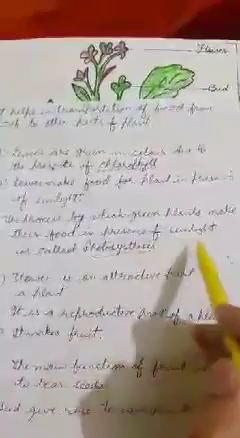 Flower
Bud
helps in transportation of food from
to other parts of plant
Leaves are green in colour due to
the presence of chlorophyll
Leaves make food for plant in presence
of sunlight
The process by which green plants make
their food in presence of sunlight
is called photosynthesis
Flower is an attractive part
a plant
It is a reproductive part of a
It makes fruit.
The main function of fruit is
to bear seeds
Bud give rise to